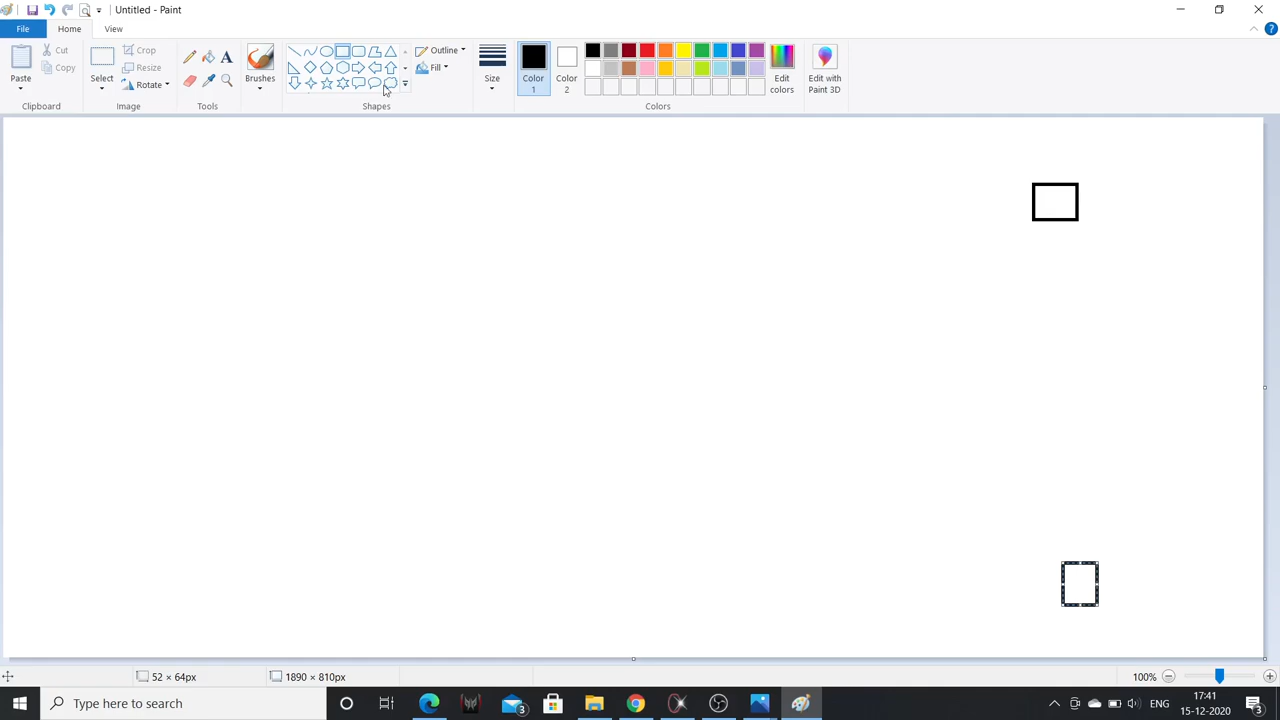 Untitled - Paint
File Home View
Paste Cut Copy Clipboard
Select Crop Resize Rotate Image
Tools
Brushes
Shapes
Outline Fill
Size
Color 1
Color 2
Colors
Edit colors
Edit with Paint 3D
52 × 64px 1890 × 810px 100%
Type here to search
3
ENG
17:41
15-12-2020
3